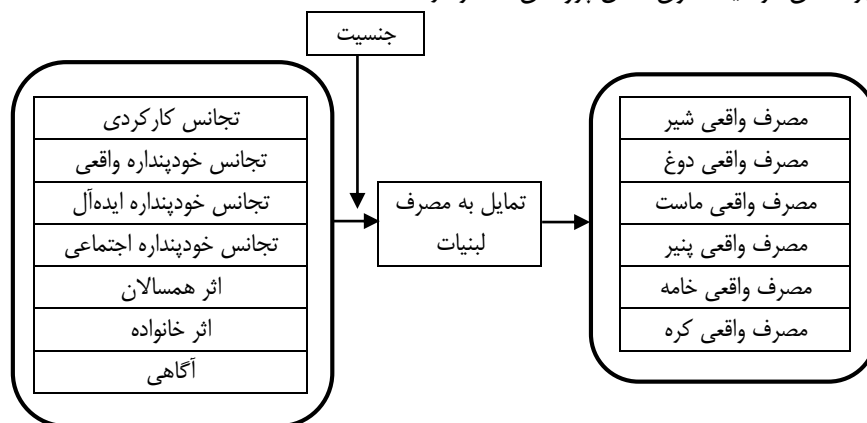 جنسیت
تجانس کارکردی
تجانس خودپنداره واقعی
تجانس خودپنداره ایده‌آل
تجانس خودپنداره اجتماعی
اثر همسالان
اثر خانواده
آگاهی
تمایل به مصرف
لبنیات
مصرف واقعی شیر
مصرف واقعی دوغ
مصرف واقعی ماست
مصرف واقعی پنیر
مصرف واقعی خامه
مصرف واقعی کره